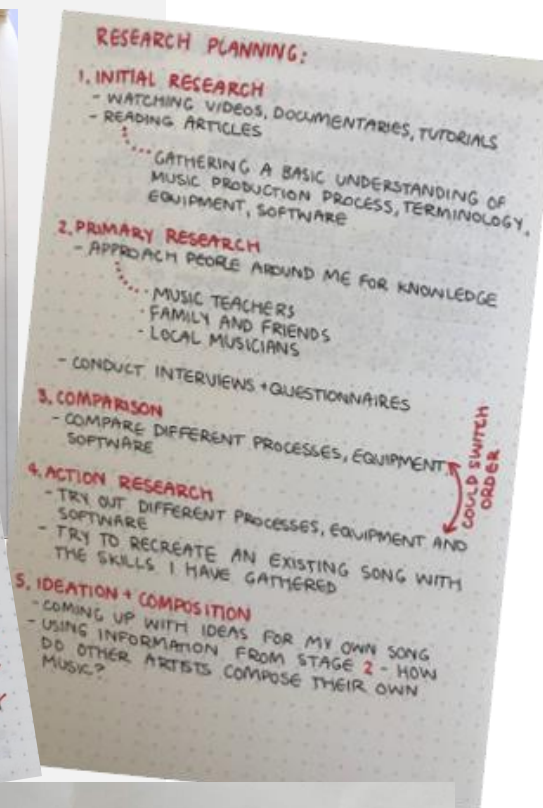 RESEARCH PLANNING:
1. INITIAL RESEARCH
- WATCHING VIDEOS, DOCUMENTARIES, TUTORIALS
- READING ARTICLES
GATHERING A BASIC UNDERSTANDING OF
MUSIC PRODUCTION PROCESS, TERMINOLOGY,
EQUIPMENT, SOFTWARE
2. PRIMARY RESEARCH
- APPROACH PEOPLE AROUND ME FOR KNOWLEDGE
- MUSIC TEACHERS
- FAMILY AND FRIENDS
- LOCAL MUSICIANS
- CONDUCT INTERVIEWS + QUESTIONNAIRES
3. COMPARISON
- COMPARE DIFFERENT PROCESSES, EQUIPMENT,
SOFTWARE
COULD SWITCH
ORDER
4. ACTION RESEARCH
- TRY OUT DIFFERENT PROCESSES, EQUIPMENT AND
SOFTWARE
- TRY TO RECREATE AN EXISTING SONG WITH
THE SKILLS I HAVE GATHERED
5. IDEATION + COMPOSITION
- COMING UP WITH IDEAS FOR MY OWN SONG
- USING INFORMATION FROM STAGE 2 - HOW
DO OTHER ARTISTS COMPOSE THEIR OWN
MUSIC?